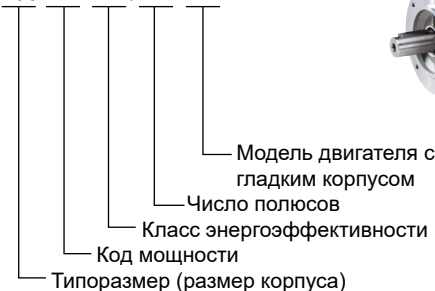 Модель двигателя с
гладким корпусом
Число полюсов
Класс энергоэффективности
Код мощности
Типоразмер (размер корпуса)